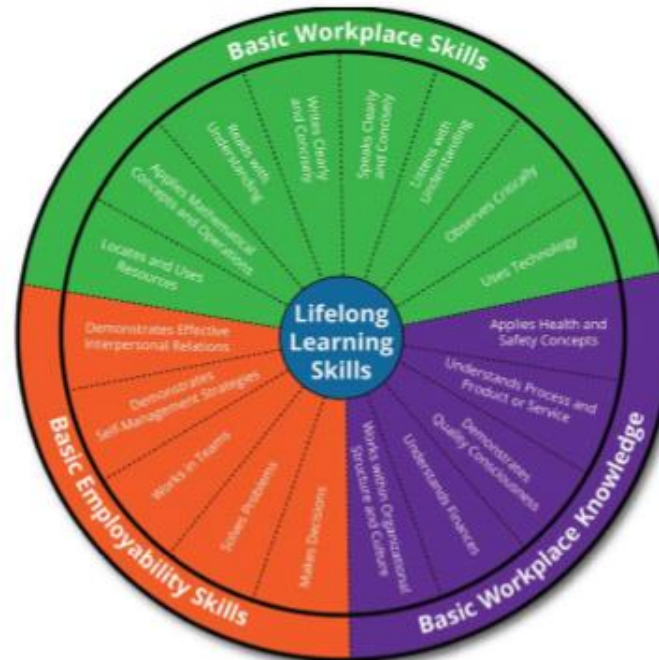 Basic Workplace Skills
Locates and Uses
Resources
Applies Mathematical
Concepts and Operations
Reads with
Understanding
Writes Clearly
and Concisely
Speaks Clearly
and Concisely
Listens with
Understanding
Observes Critically
Uses Technology
Lifelong
Learning
Skills
Applies Health and
Safety Concepts
Understands Process and
Product or Service
Demonstrates
Quality Consciousness
Understands Finances
Works within Organizational
Structure and Culture
Basic Workplace Knowledge
Demonstrates Effective
Interpersonal Relations
Demonstrates
Self-Management Strategies
Works in Teams
Solves Problems
Makes Decisions
Basic Employability Skills